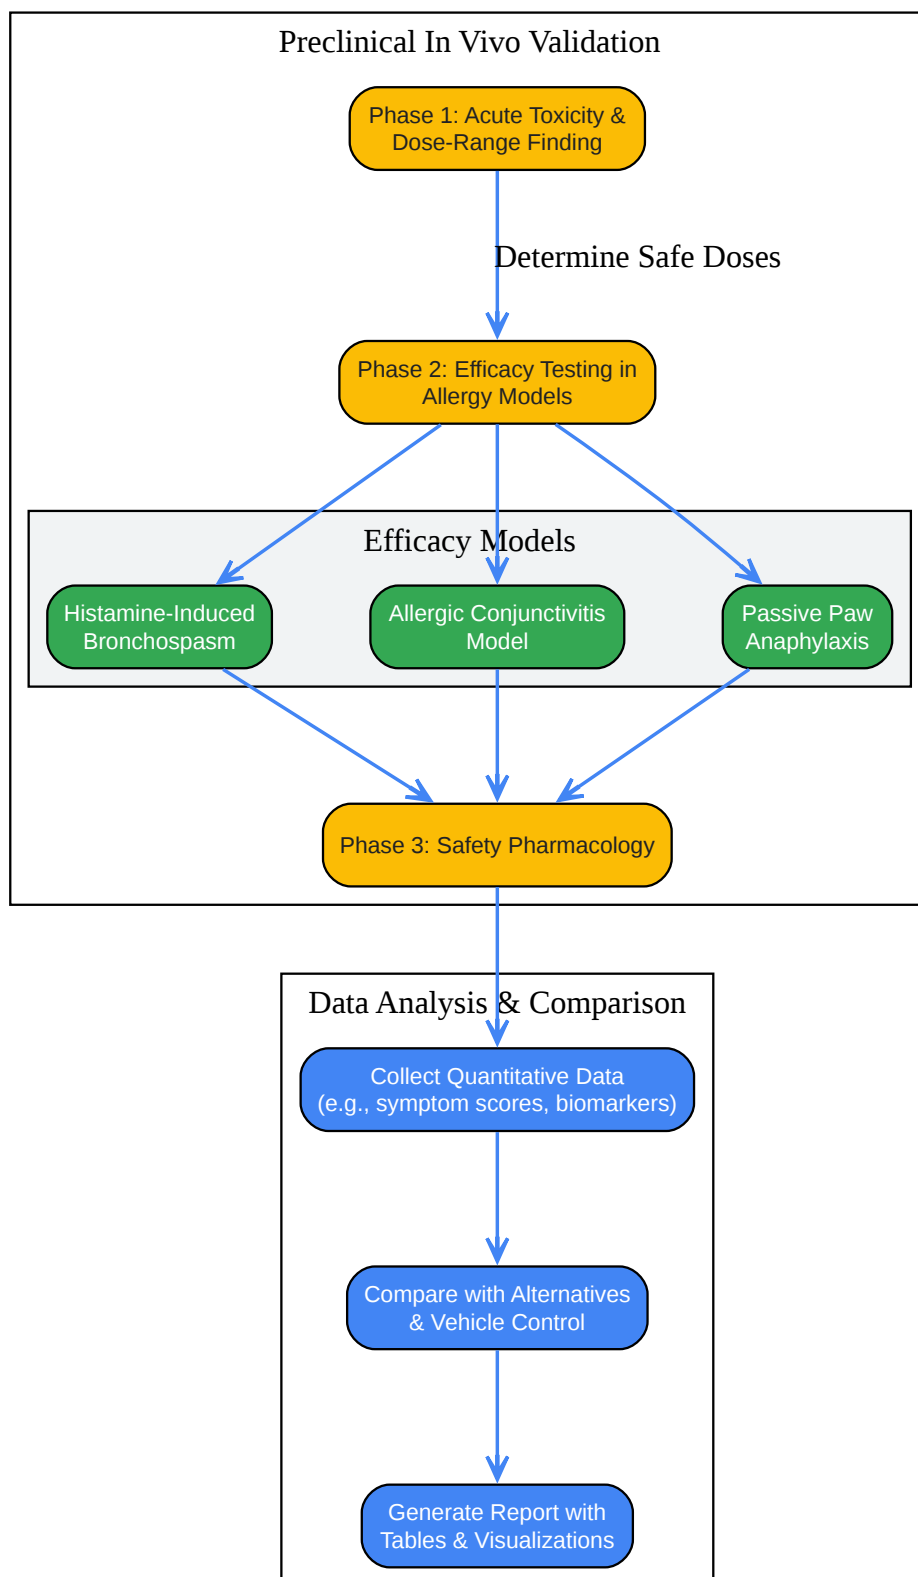 Preclinical In Vivo Validation
Phase 1: Acute Toxicity &
Dose-Range Finding
Determine Safe Doses
Phase 2: Efficacy Testing in
Allergy Models
Efficacy Models
Histamine-Induced
Bronchospasm
Allergic Conjunctivitis
Model
Passive Paw
Anaphylaxis
Phase 3: Safety Pharmacology
Data Analysis & Comparison
Collect Quantitative Data
(e.g., symptom scores, biomarkers)
Compare with Alternatives
& Vehicle Control
Generate Report with
Tables & Visualizations